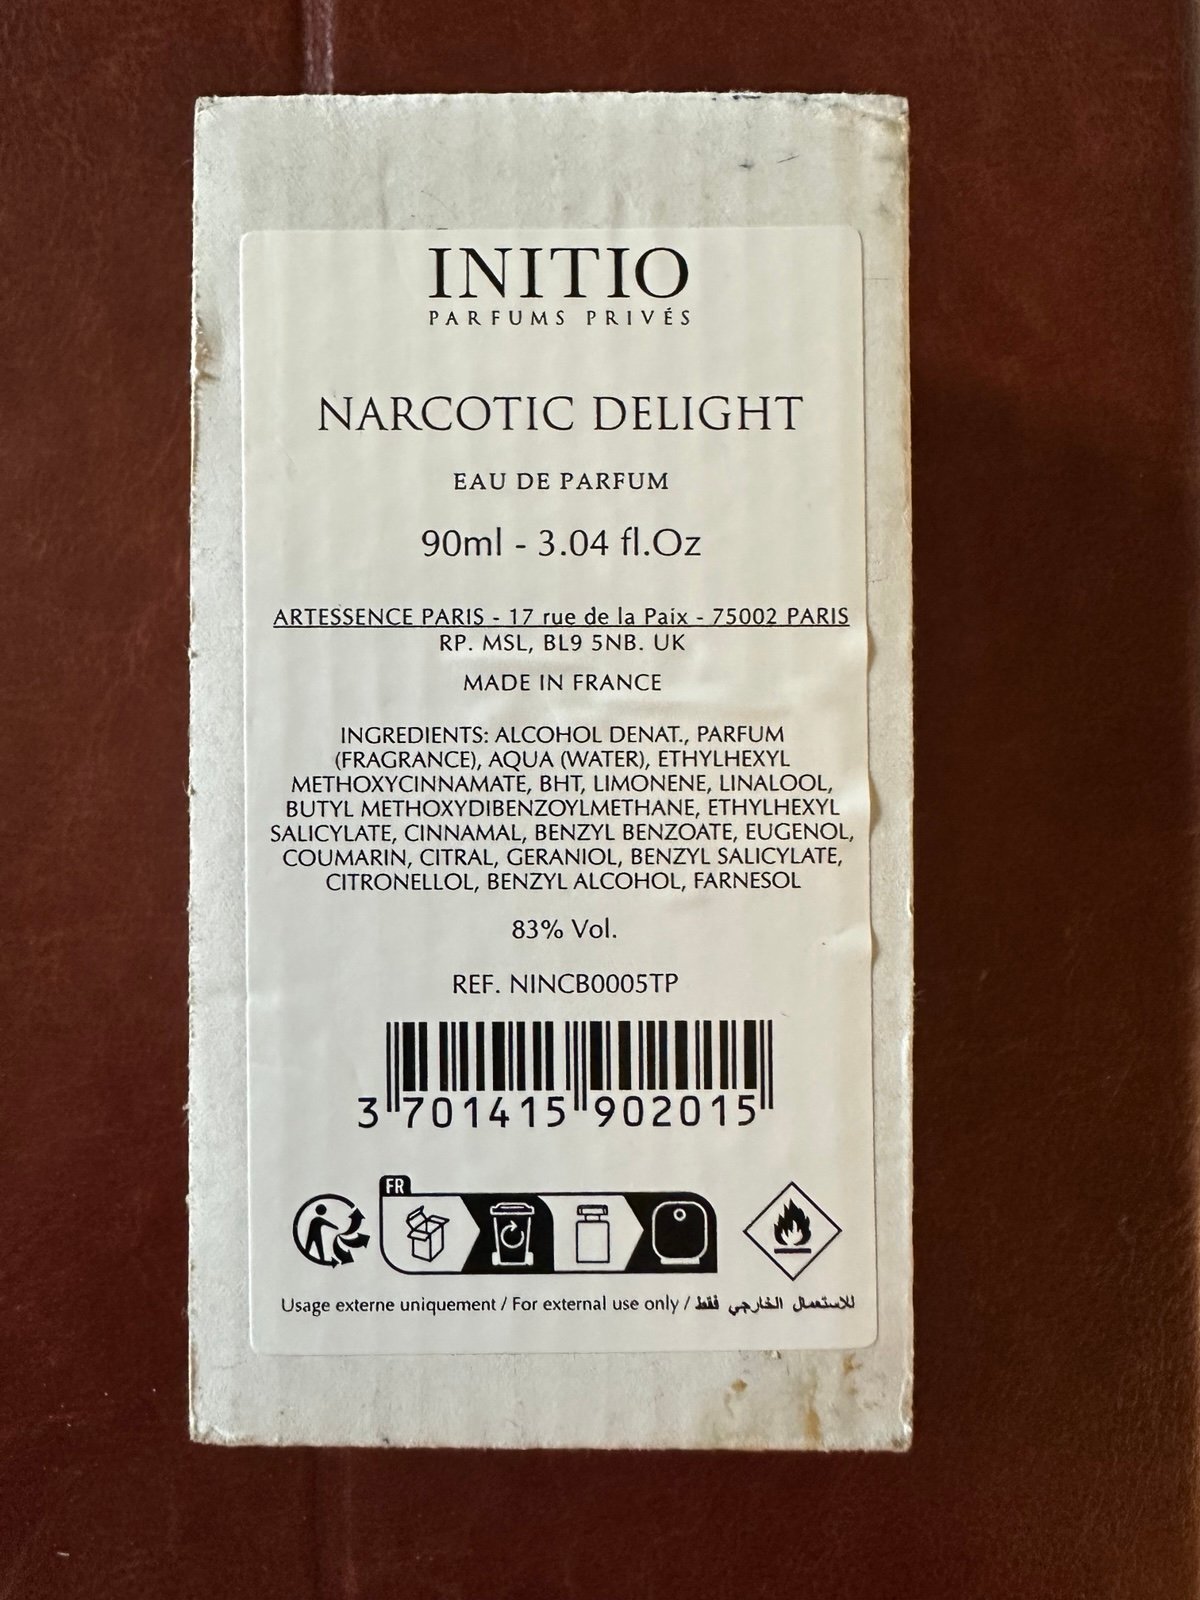 INITIO
PARFUMS PRIVÉS
NARCOTIC DELIGHT
EAU DE PARFUM
90ml - 3.04 fl.Oz
ARTESSENCE PARIS - 17 rue de la Paix - 75002 PARIS
RP. MSL, BL9 5NB. UK
MADE IN FRANCE
INGREDIENTS: ALCOHOL DENAT., PARFUM
(FRAGRANCE), AQUA (WATER), ETHYLHEXYL
METHOXYCINNAMATE, BHT, LIMONENE, LINALOOL,
BUTYL METHOXYDIBENZOYLMETHANE, ETHYLHEXYL
SALICYLATE, CINNAMAL, BENZYL BENZOATE, EUGENOL,
COUMARIN, CITRAL, GERANIOL, BENZYL SALICYLATE,
CITRONELLOL, BENZYL ALCOHOL, FARNESOL
83% Vol.
REF. NINCB0005TP
3 701415 902015
FR
Usage externe uniquement / For external use only / للاستعمال الخارجي فقط